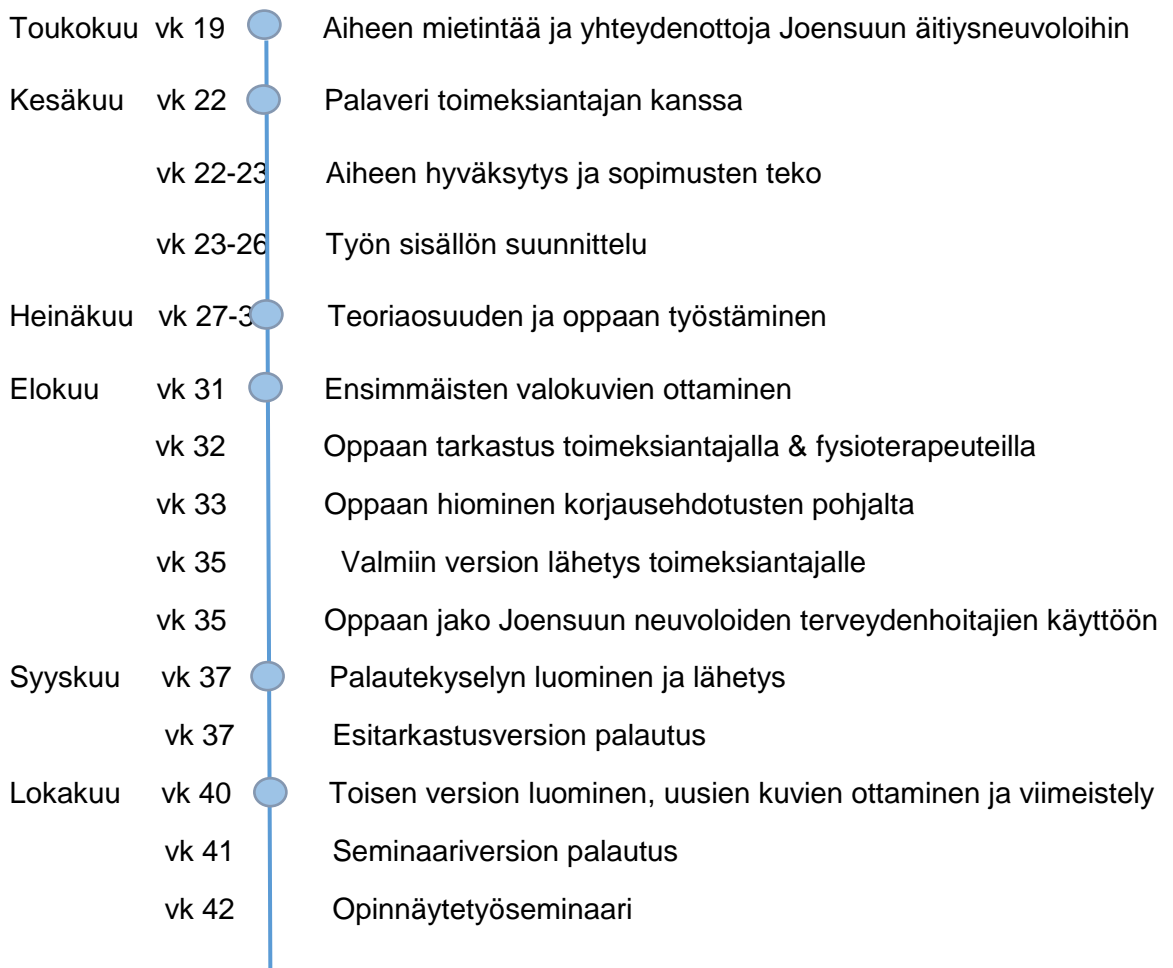 Toukokuu vk 19 Aiheen mietintää ja yhteydenottoja Joensuun äitiysneuvoloihin
Kesäkuu vk 22 Palaveri toimeksiantajan kanssa
vk 22-23 Aiheen hyväksytys ja sopimusten teko
vk 23-26 Työn sisällön suunnittelu
Heinäkuu vk 27-3 Teoriaosuuden ja oppaan työstäminen
Elokuu vk 31 Ensimmäisten valokuvien ottaminen
vk 32 Oppaan tarkastus toimeksiantajalla & fysioterapeuteilla
vk 33 Oppaan hiominen korjausehdotusten pohjalta
vk 35 Valmiin version lähetys toimeksiantajalle
vk 35 Oppaan jako Joensuun neuvoloiden terveydenhoitajien käyttöön
Syyskuu vk 37 Palautekyselyn luominen ja lähetys
vk 37 Esitarkastusversion palautus
Lokakuu vk 40 Toisen version luominen, uusien kuvien ottaminen ja viimeistely
vk 41 Seminaariversion palautus
vk 42 Opinnäytetyöseminaari